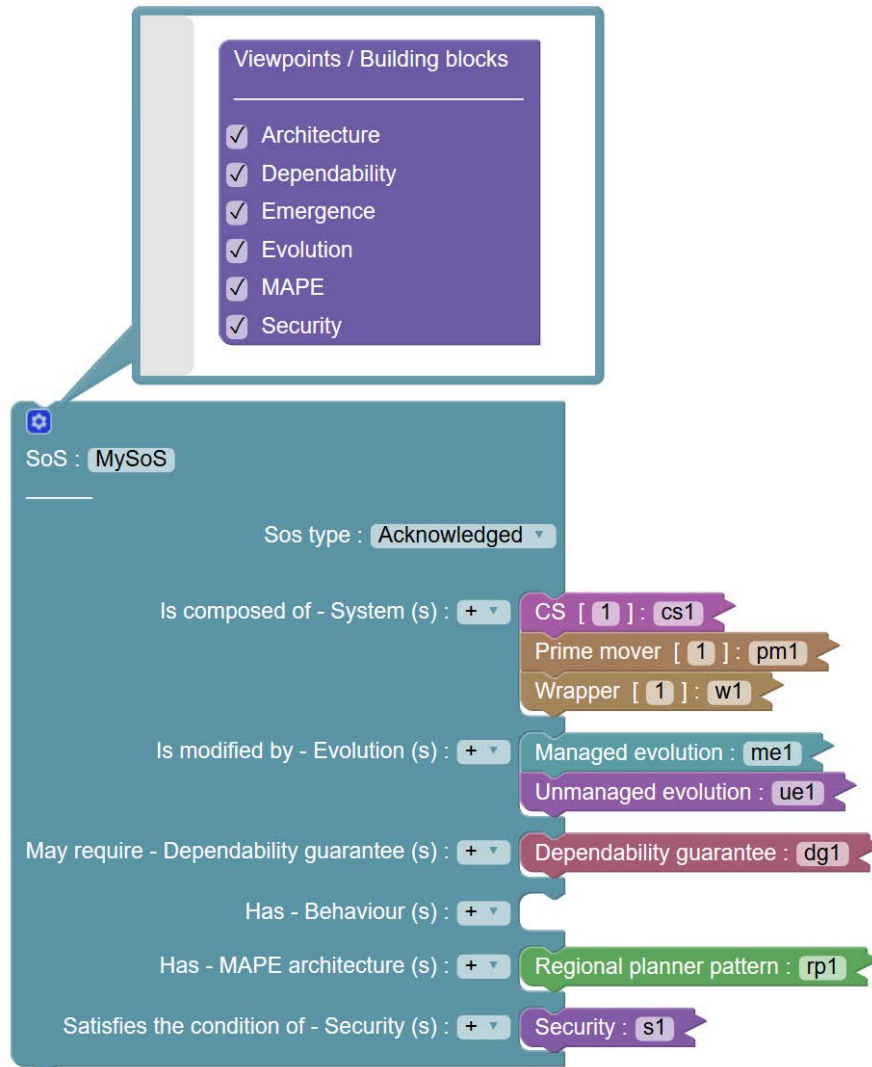 Viewpoints / Building blocks
Architecture
Dependability
Emergence
Evolution
MAPE
Security
SoS : MySoS
Sos type : Acknowledged
Is composed of - System (s) : + CS [ 1 ] : cs1
Prime mover [ 1 ] : pm1
Wrapper [ 1 ] : w1
Is modified by - Evolution (s) : + Managed evolution : me1
Unmanaged evolution : ue1
May require - Dependability guarantee (s) : + Dependability guarantee : dg1
Has - Behaviour (s) : +
Has - MAPE architecture (s) : + Regional planner pattern : rp1
Satisfies the condition of - Security (s) : + Security : s1